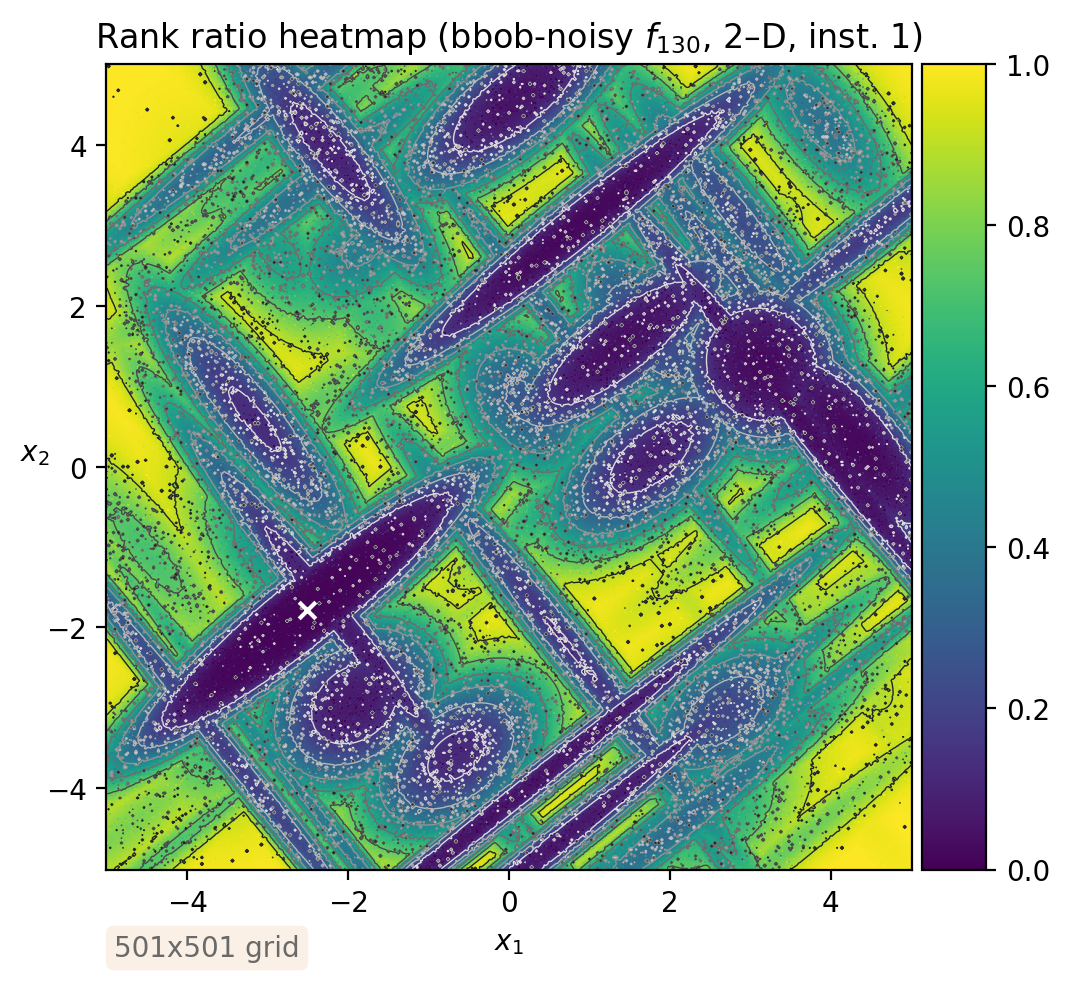 Rank ratio heatmap (bbob-noisy f₁₃₀, 2–D, inst. 1)
1.0
0.8
0.6
0.4
0.2
0.0
4
2
0
−2
−4
x₂
−4 −2 0 2 4
x₁
501x501 grid